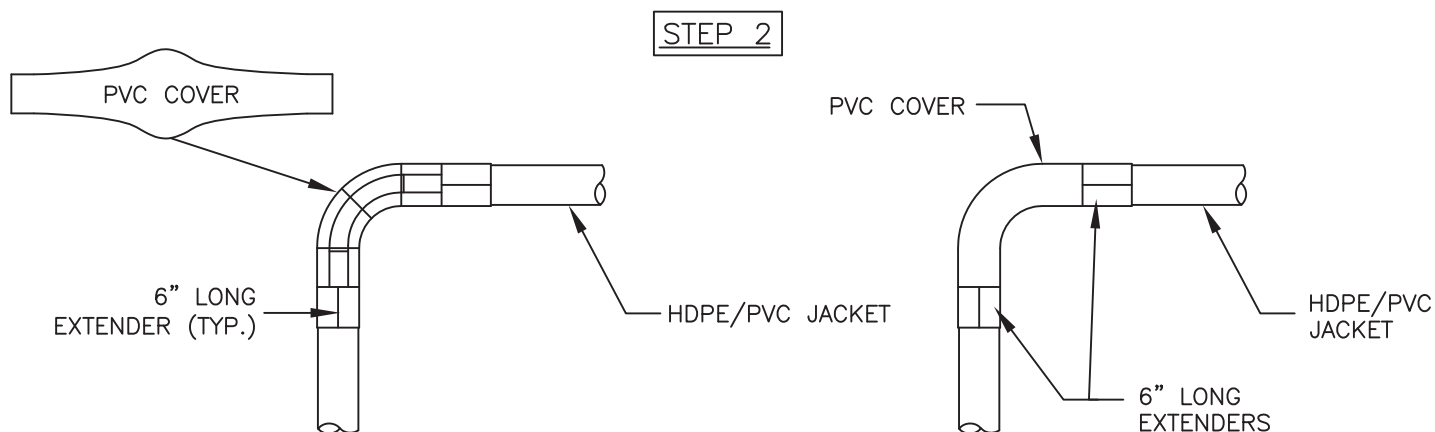 STEP 2
PVC COVER
6” LONG
EXTENDER (TYP.)
HDPE/PVC JACKET
PVC COVER
HDPE/PVC
JACKET
6” LONG
EXTENDERS